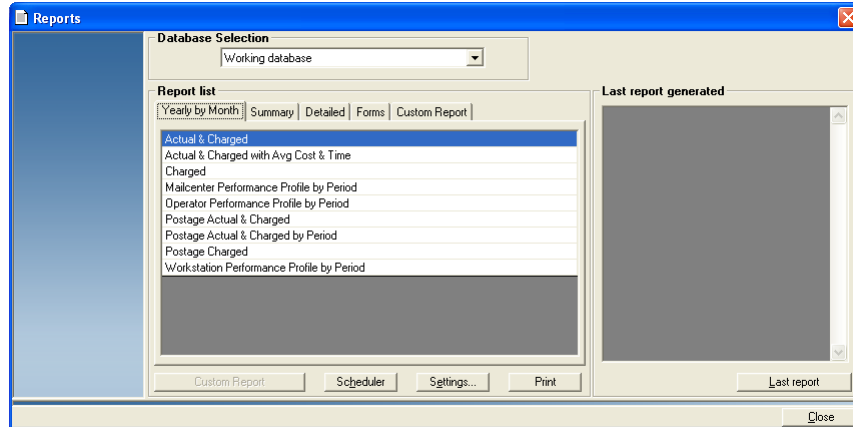 Reports
Database Selection
Working database
Report list
Yearly by Month Summary Detailed Forms Custom Report
Actual & Charged
Actual & Charged with Avg Cost & Time
Charged
Mailcenter Performance Profile by Period
Operator Performance Profile by Period
Postage Actual & Charged
Postage Actual & Charged by Period
Postage Charged
Workstation Performance Profile by Period
Custom Report Scheduler Settings... Print
Last report generated
Last report
Close